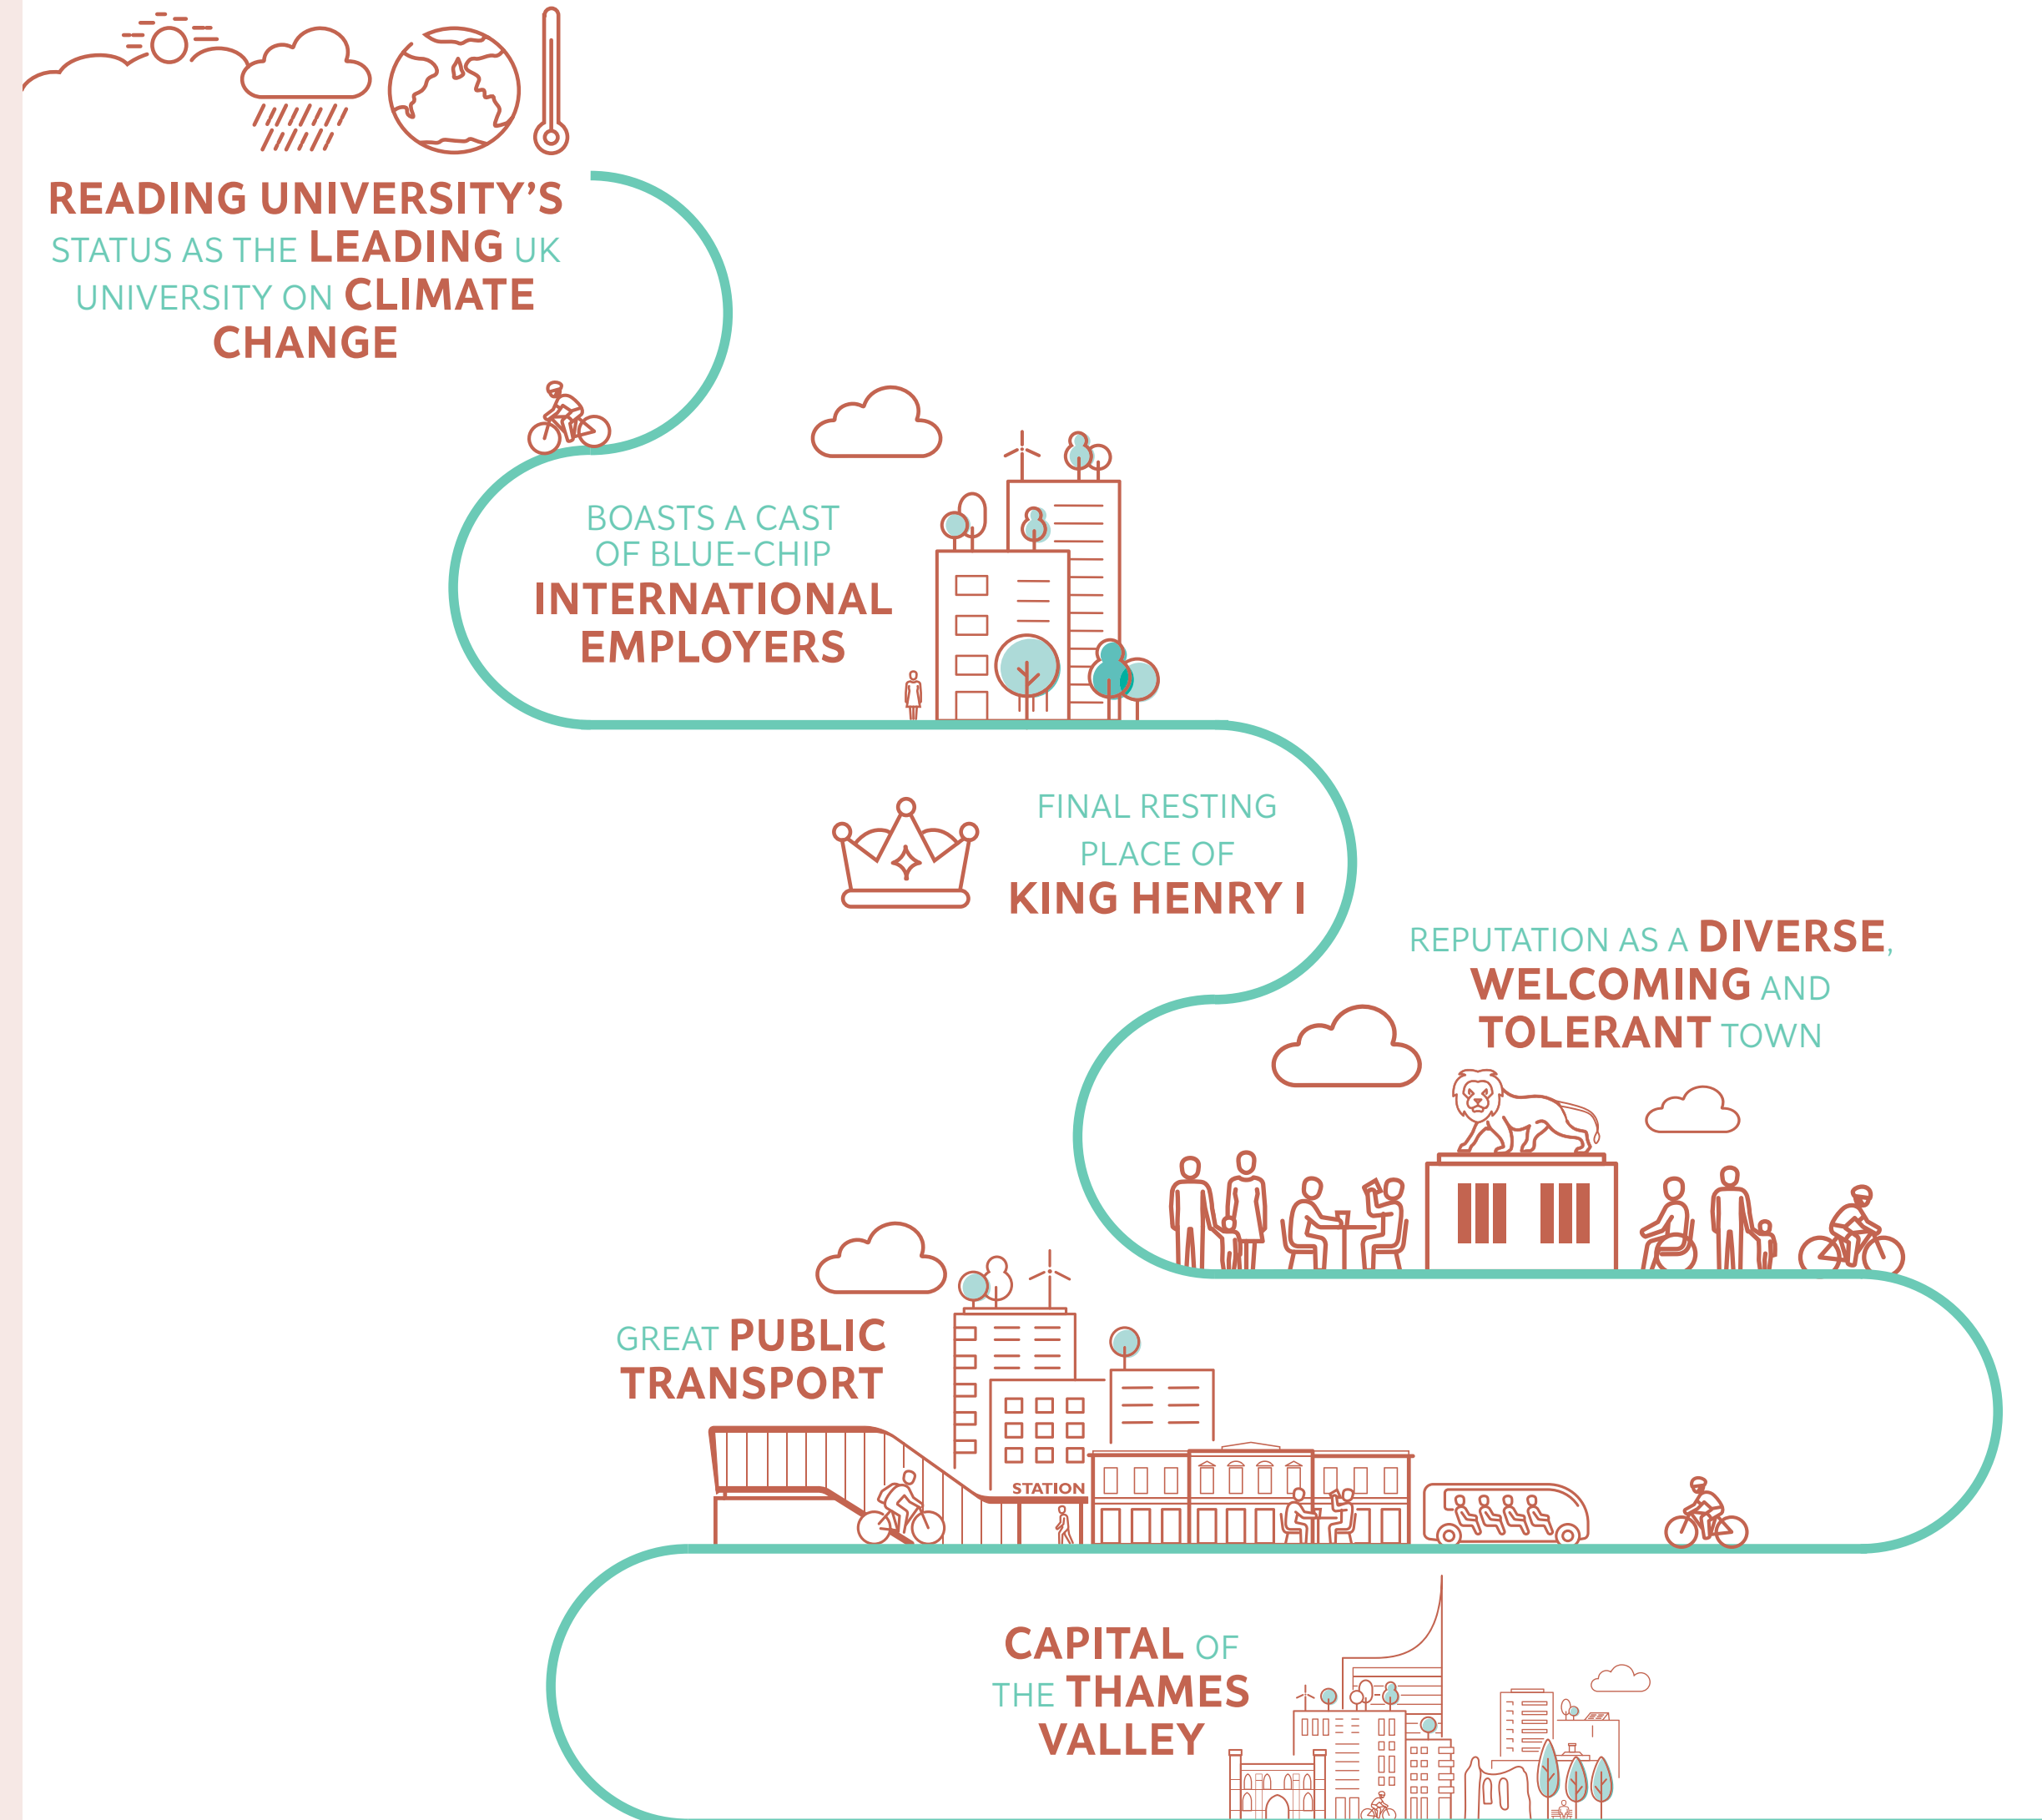 READING UNIVERSITY'S
STATUS AS THE LEADING UK
UNIVERSITY ON CLIMATE
CHANGE
BOASTS A CAST
OF BLUE-CHIP
INTERNATIONAL
EMPLOYERS
FINAL RESTING
PLACE OF
KING HENRY I
REPUTATION AS A DIVERSE,
WELCOMING AND
TOLERANT TOWN
GREAT PUBLIC
TRANSPORT
STATION
CAPITAL OF
THE THAMES
VALLEY